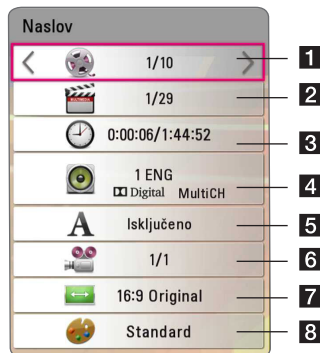 Naslov
1/10 1
MULTIMEDIA
1/29 2
0:00:06/1:44:52 3
1 ENG
Digital MultiCH 4
A Isključeno 5
1/1 6
16:9 Original 7
Standard 8